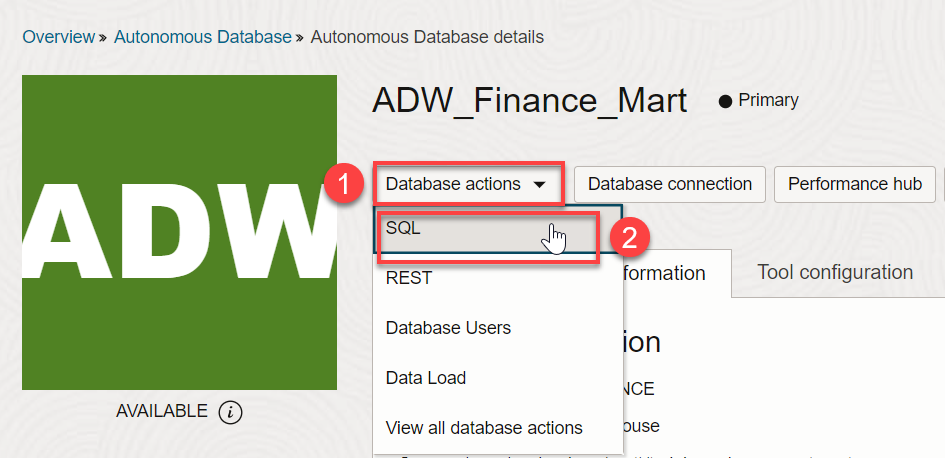 Overview » Autonomous Database » Autonomous Database details
ADW
AVAILABLE i
ADW_Finance_Mart
Primary
1
Database actions
Database connection
Performance hub
SQL
2
REST
Database Users
Data Load
View all database actions
formation
Tool configuration
ion
NCE
ouse